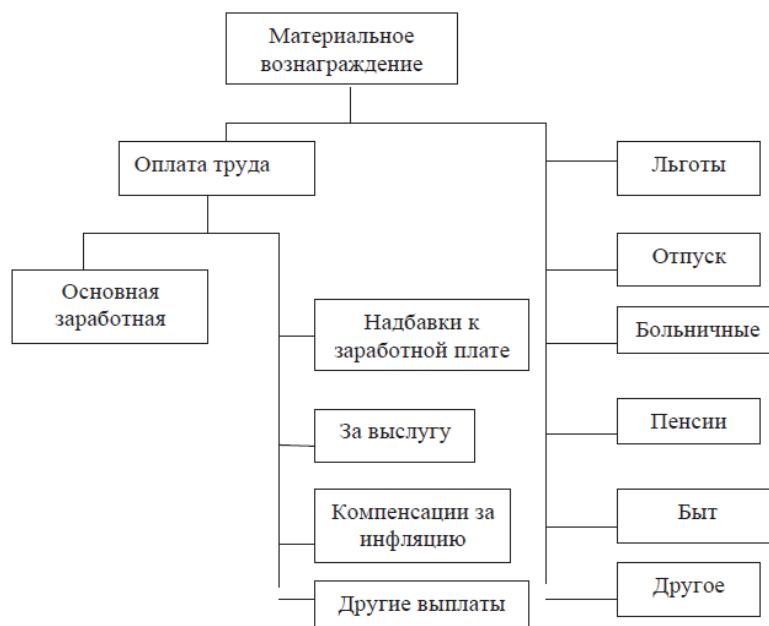 Материальное
вознаграждение
Оплата труда
Льготы
Основная
заработная
Отпуск
Надбавки к
заработной плате
Больничные
За выслугу
Пенсии
Компенсации за
инфляцию
Быт
Другие выплаты
Другое